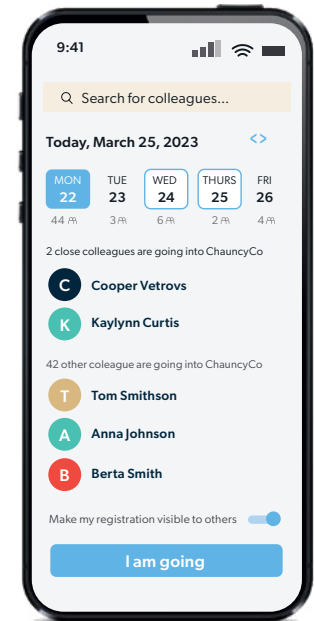 9:41
Search for colleagues...
Today, March 25, 2023 <>
MON TUE WED THURS FRI
22 23 24 25 26
44 3 6 2 4
2 close colleagues are going into ChauncyCo
C Cooper Vetrovs
K Kaylynn Curtis
42 other coleague are going into ChauncyCo
T Tom Smithson
A Anna Johnson
B Berta Smith
Make my registration visible to others
I am going